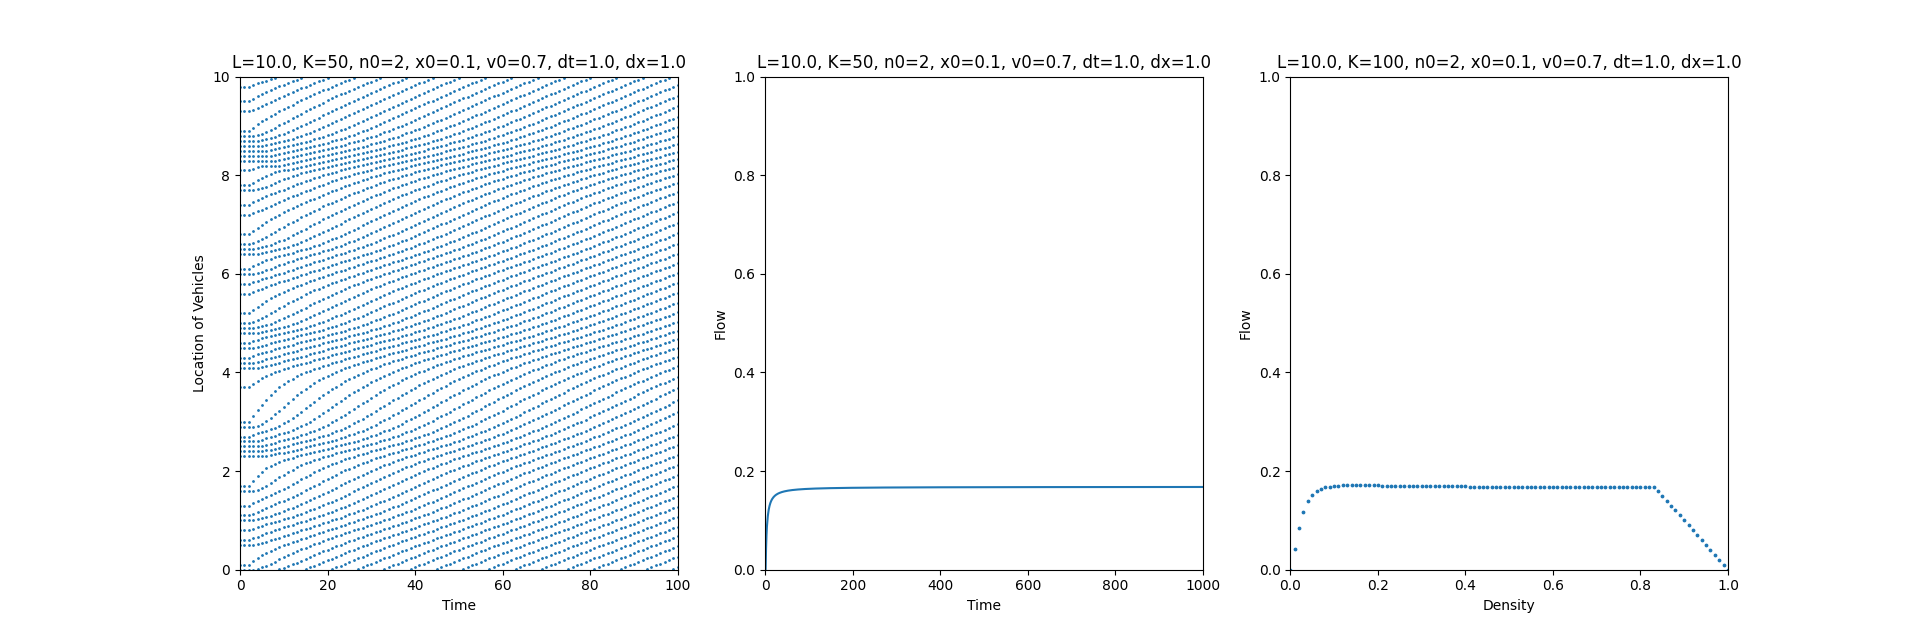 L=10.0, K=50, n0=2, x0=0.1, v0=0.7, dt=1.0, dx=1.0
10
8
6
4
2
0
Location of Vehicles
0 20 40 60 80 100
Time
L=10.0, K=50, n0=2, x0=0.1, v0=0.7, dt=1.0, dx=1.0
1.0
0.8
0.6
0.4
0.2
0.0
Flow
0 200 400 600 800 1000
Time
L=10.0, K=100, n0=2, x0=0.1, v0=0.7, dt=1.0, dx=1.0
1.0
0.8
0.6
0.4
0.2
0.0
Flow
0.0 0.2 0.4 0.6 0.8 1.0
Density